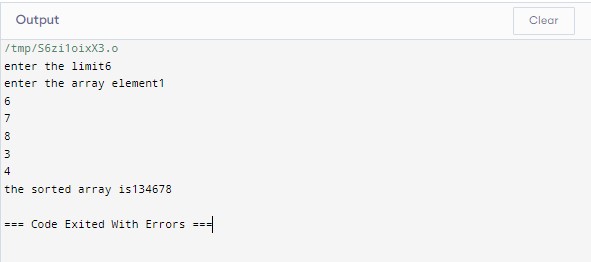 Output
Clear
/tmp/S6zi1oixX3.o
enter the limit6
enter the array element1
6
7
8
3
4
the sorted array is134678
=== Code Exited With Errors ===